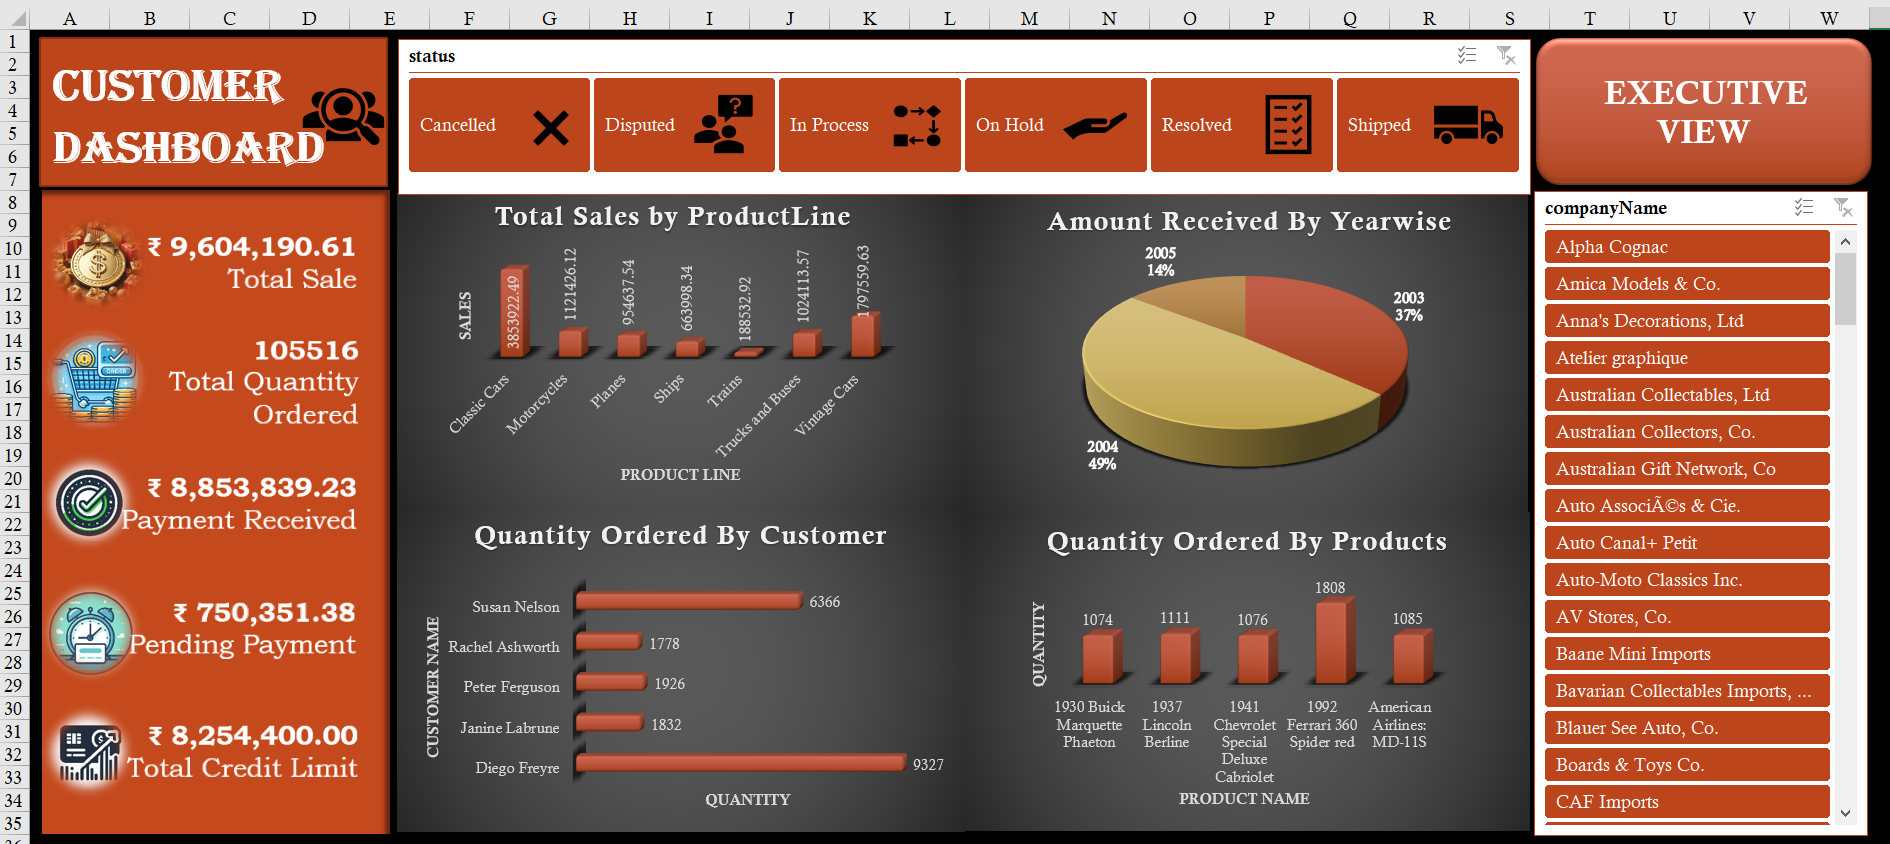 A B C D E F G H I J K L M N O P Q R S T U V W
1
2
3
4
5
6
7
8
9
10
11
12
13
14
15
16
17
18
19
20
21
22
23
24
25
26
27
28
29
30
31
32
33
34
35
CUSTOMER
DASHBOARD
status
Cancelled
Disputed
?
In Process
On Hold
Resolved
Shipped
EXECUTIVE
VIEW
₹ 9,604,190.61
Total Sale
105516
Total Quantity
Ordered
₹ 8,853,839.23
Payment Received
₹ 750,351.38
Pending Payment
₹ 8,254,400.00
Total Credit Limit
Total Sales by ProductLine
SALES
3853922.49
1121426.12
954637.54
663998.34
188532.92
1024113.57
1797559.63
Classic Cars
Motorcycles
Planes
Ships
Trains
Trucks and Buses
Vintage Cars
PRODUCT LINE
Amount Received By Yearwise
2005
14%
2003
37%
2004
49%
Quantity Ordered By Customer
CUSTOMER NAME
Susan Nelson 6366
Rachel Ashworth 1778
Peter Ferguson 1926
Janine Labrune 1832
Diego Freyre 9327
QUANTITY
Quantity Ordered By Products
QUANTITY
1074
1111
1076
1808
1085
1930 Buick
Marquette
Phaeton
1937
Lincoln
Berline
1941
Chevrolet
Special
Deluxe
Cabriolet
1992
Ferrari 360
Spider red
American
Airlines:
MD-11S
PRODUCT NAME
companyName
Alpha Cognac
Amica Models & Co.
Anna's Decorations, Ltd
Atelier graphique
Australian Collectables, Ltd
Australian Collectors, Co.
Australian Gift Network, Co
Auto AssociÃ©s & Cie.
Auto Canal+ Petit
Auto-Moto Classics Inc.
AV Stores, Co.
Baane Mini Imports
Bavarian Collectables Imports, ...
Blauer See Auto, Co.
Boards & Toys Co.
CAF Imports